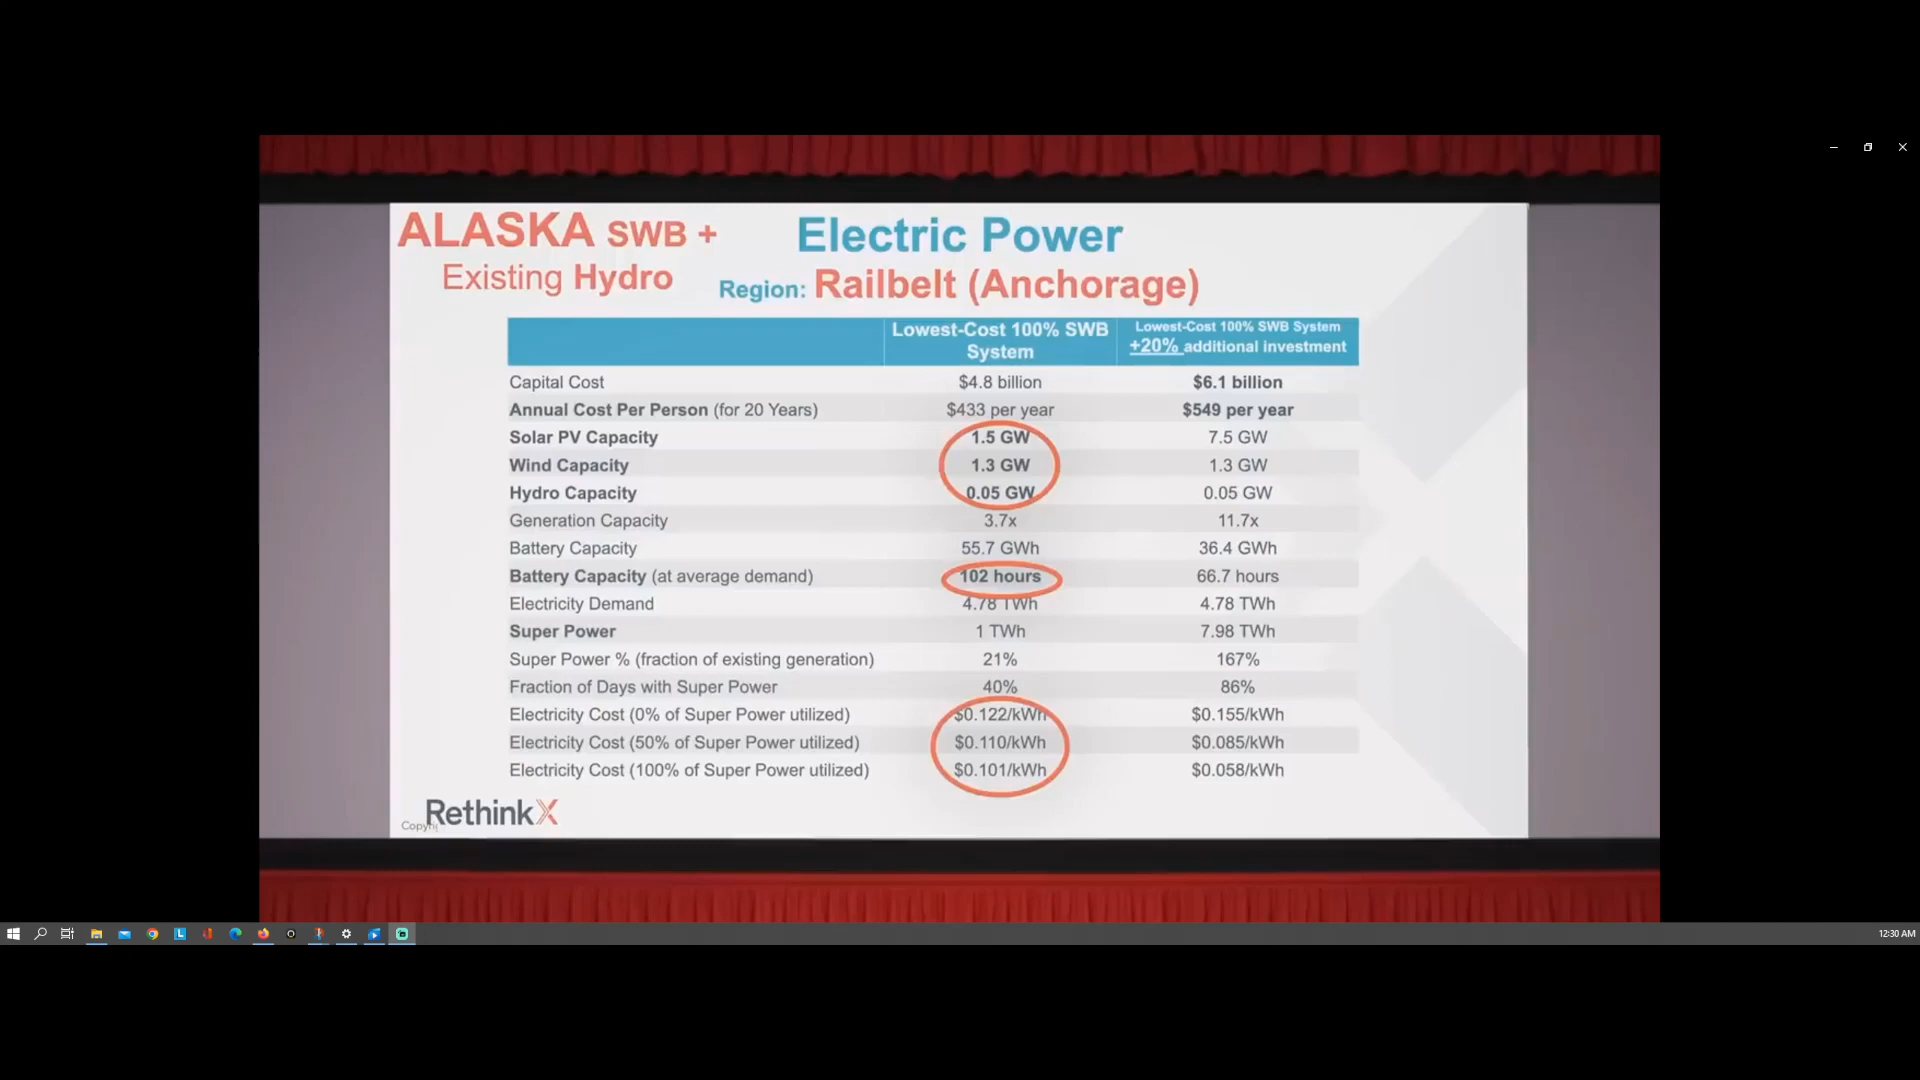 ALASKA SWB +
Existing Hydro
Electric Power
Region: Railbelt (Anchorage)
Lowest-Cost 100% SWB System
Lowest-Cost 100% SWB System +20% additional investment
Capital Cost $4.8 billion $6.1 billion
Annual Cost Per Person (for 20 Years) $433 per year $549 per year
Solar PV Capacity 1.5 GW 7.5 GW
Wind Capacity 1.3 GW 1.3 GW
Hydro Capacity 0.05 GW 0.05 GW
Generation Capacity 3.7x 11.7x
Battery Capacity 55.7 GWh 36.4 GWh
Battery Capacity (at average demand) 102 hours 66.7 hours
Electricity Demand 4.78 TWh 4.78 TWh
Super Power 1 TWh 7.98 TWh
Super Power % (fraction of existing generation) 21% 167%
Fraction of Days with Super Power 40% 86%
Electricity Cost (0% of Super Power utilized) $0.122/kWh $0.155/kWh
Electricity Cost (50% of Super Power utilized) $0.110/kWh $0.085/kWh
Electricity Cost (100% of Super Power utilized) $0.101/kWh $0.058/kWh
RethinkX
12:30 AM